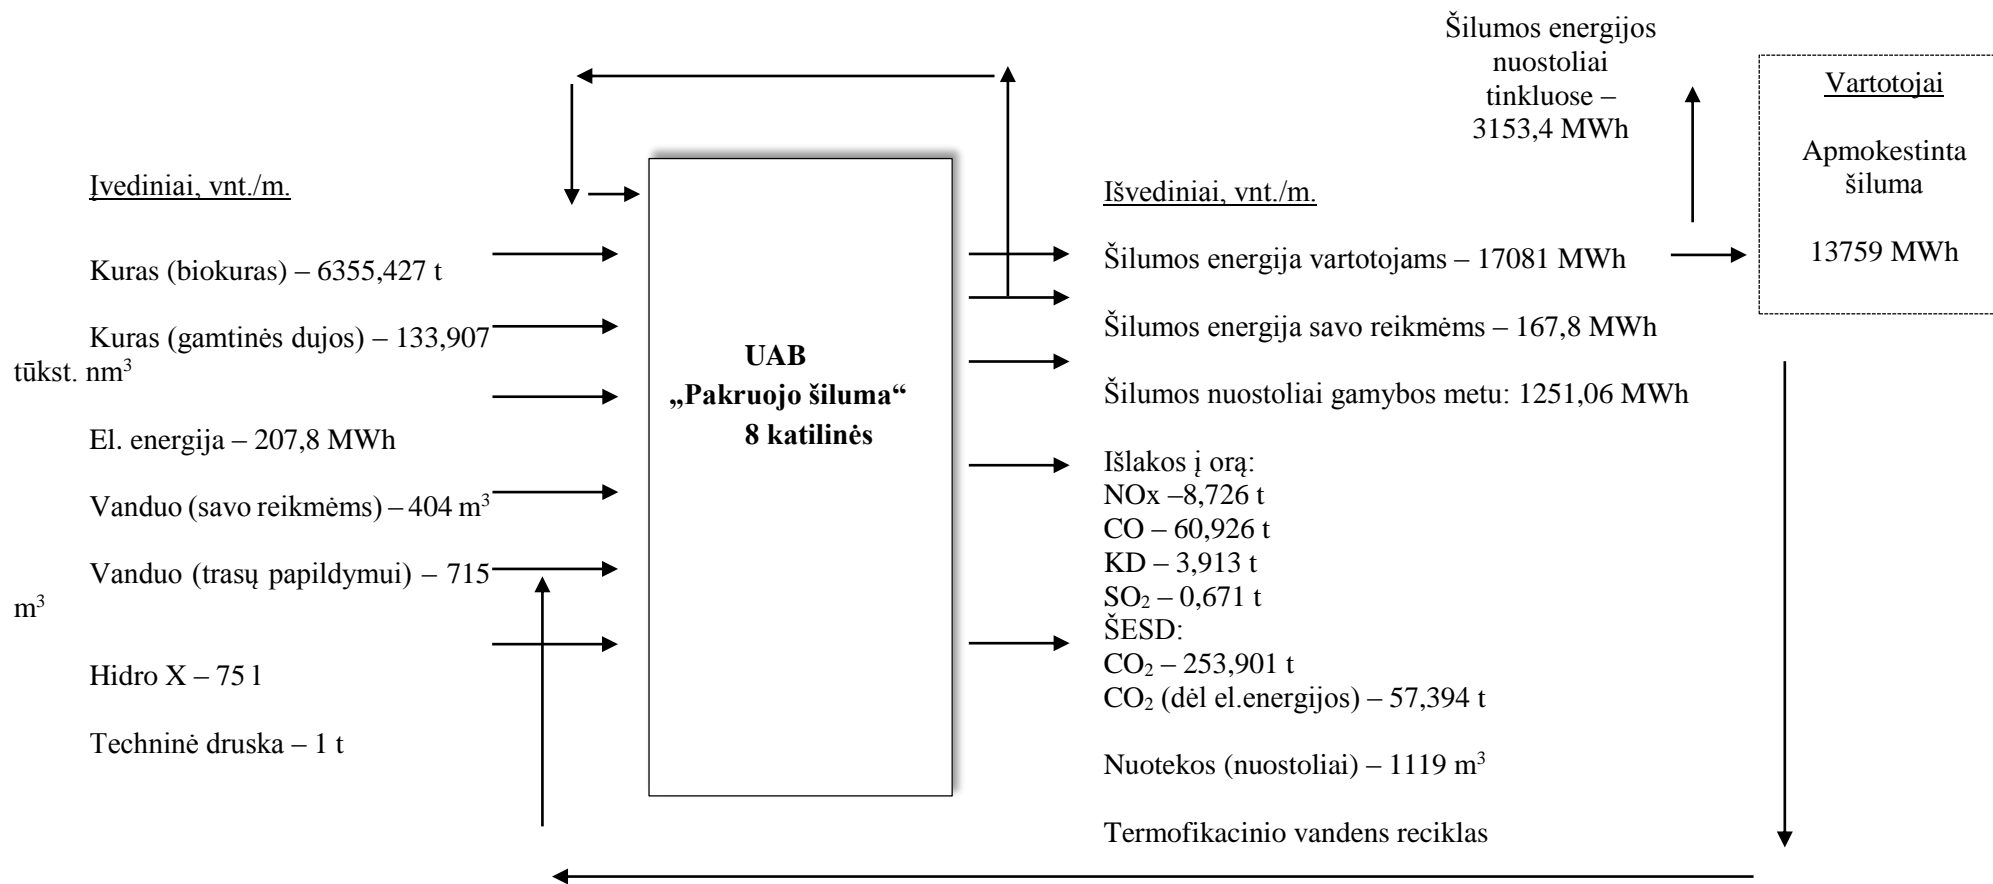 Šilumos energijos
nuostoliai
tinkluose –
3153,4 MWh
Vartotojai
Apmokestinta
šiluma
13759 MWh
Įvediniai, vnt./m.
Kuras (biokuras) – 6355,427 t
Kuras (gamtinės dujos) – 133,907
tūkst. nm³
El. energija – 207,8 MWh
Vanduo (savo reikmėms) – 404 m³
Vanduo (trasų papildymui) – 715
m³
Hidro X – 75 l
Techninė druska – 1 t
UAB
„Pakruojo šiluma“
8 katilinės
Išvediniai, vnt./m.
Šilumos energija vartotojams – 17081 MWh
Šilumos energija savo reikmėms – 167,8 MWh
Šilumos nuostoliai gamybos metu: 1251,06 MWh
Išlakos į orą:
NOx –8,726 t
CO – 60,926 t
KD – 3,913 t
SO₂ – 0,671 t
ŠESD:
CO₂ – 253,901 t
CO₂ (dėl el.energijos) – 57,394 t
Nuotekos (nuostoliai) – 1119 m³
Termofikacinio vandens reciklas